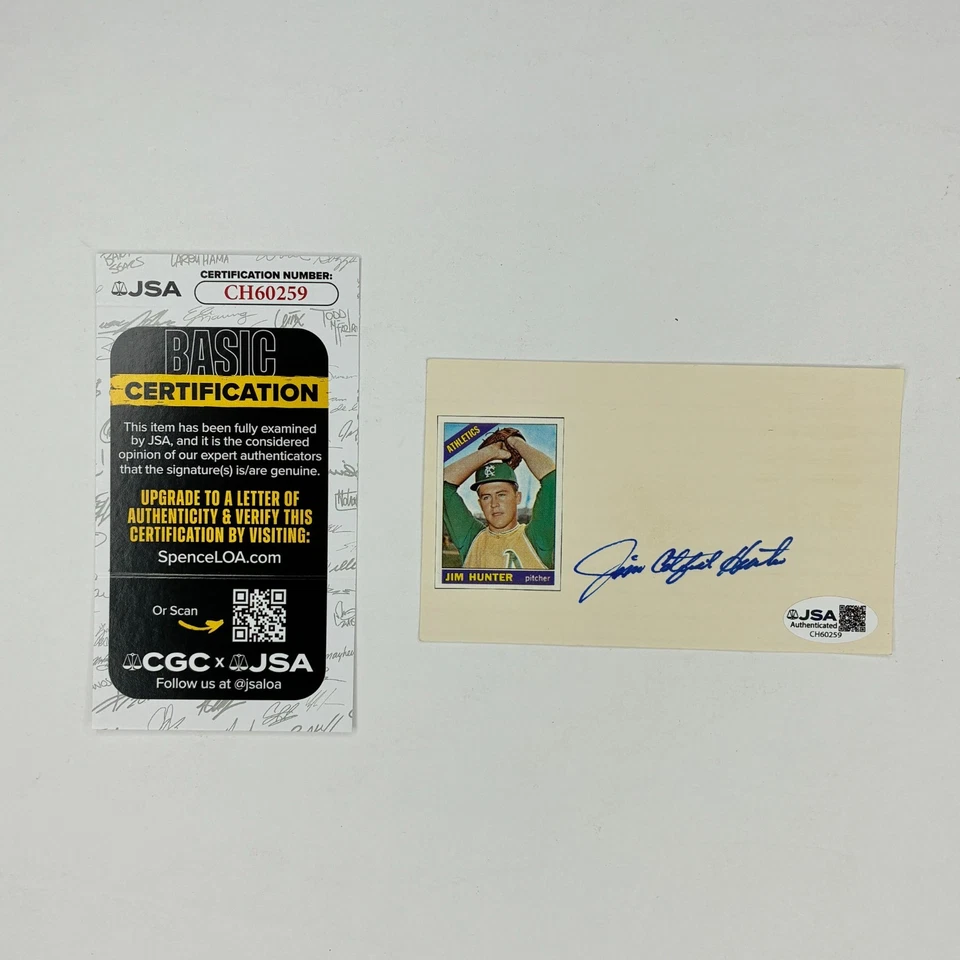 JSA
CERTIFICATION NUMBER:
CH60259
BASIC
CERTIFICATION
This item has been fully examined
by JSA, and it is the considered
opinion of our expert authenticators
that the signature(s) is/are genuine.
UPGRADE TO A LETTER OF
AUTHENTICITY & VERIFY THIS
CERTIFICATION BY VISITING:
SpenceLOA.com
Or Scan
CGC x JSA
Follow us at @jsaloa
ATHLETICS
KC
A
JIM HUNTER pitcher
Jim Catfish Hunter
JSA
Authenticated
CH60259